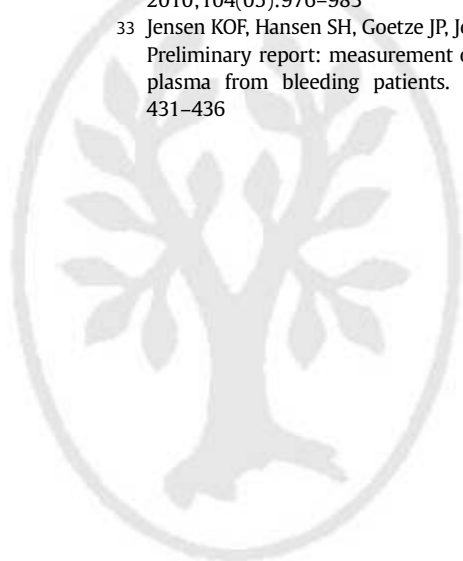 2010;104(05):976–983
33 Jensen KOF, Hansen SH, Goetze JP, Je
Preliminary report: measurement o
plasma from bleeding patients.
431–436